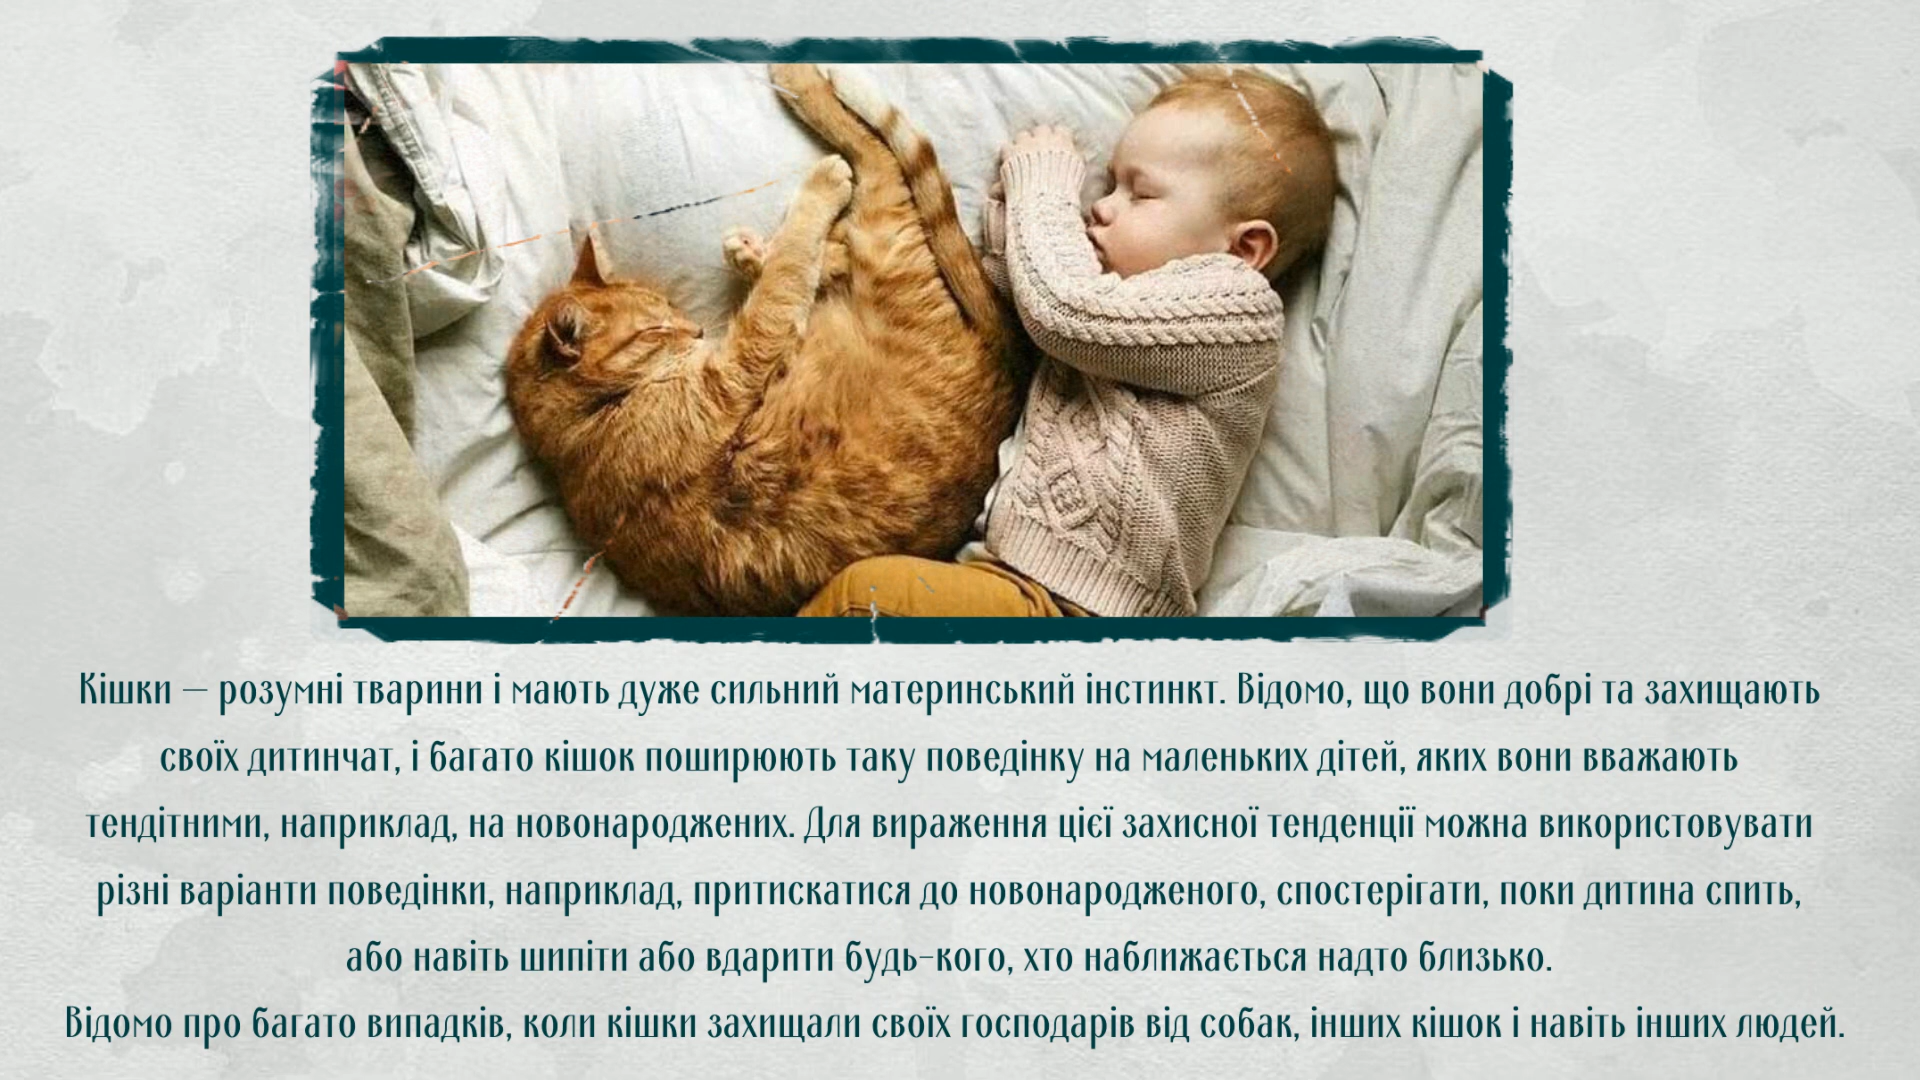 Кішки — розумні тварини і мають дуже сильний материнський інстинкт. Відомо, що вони добрі та захищають
своїх дитинчат, і багато кішок поширюють таку поведінку на маленьких дітей, яких вони вважають
тендітними, наприклад, на новонароджених. Для вираження цієї захисної тенденції можна використовувати
різні варіанти поведінки, наприклад, притискатися до новонародженого, спостерігати, поки дитина спить,
або навіть шипіти або вдарити будь-кого, хто наближається надто близько.
Відомо про багато випадків, коли кішки захищали своїх господарів від собак, інших кішок і навіть інших людей.